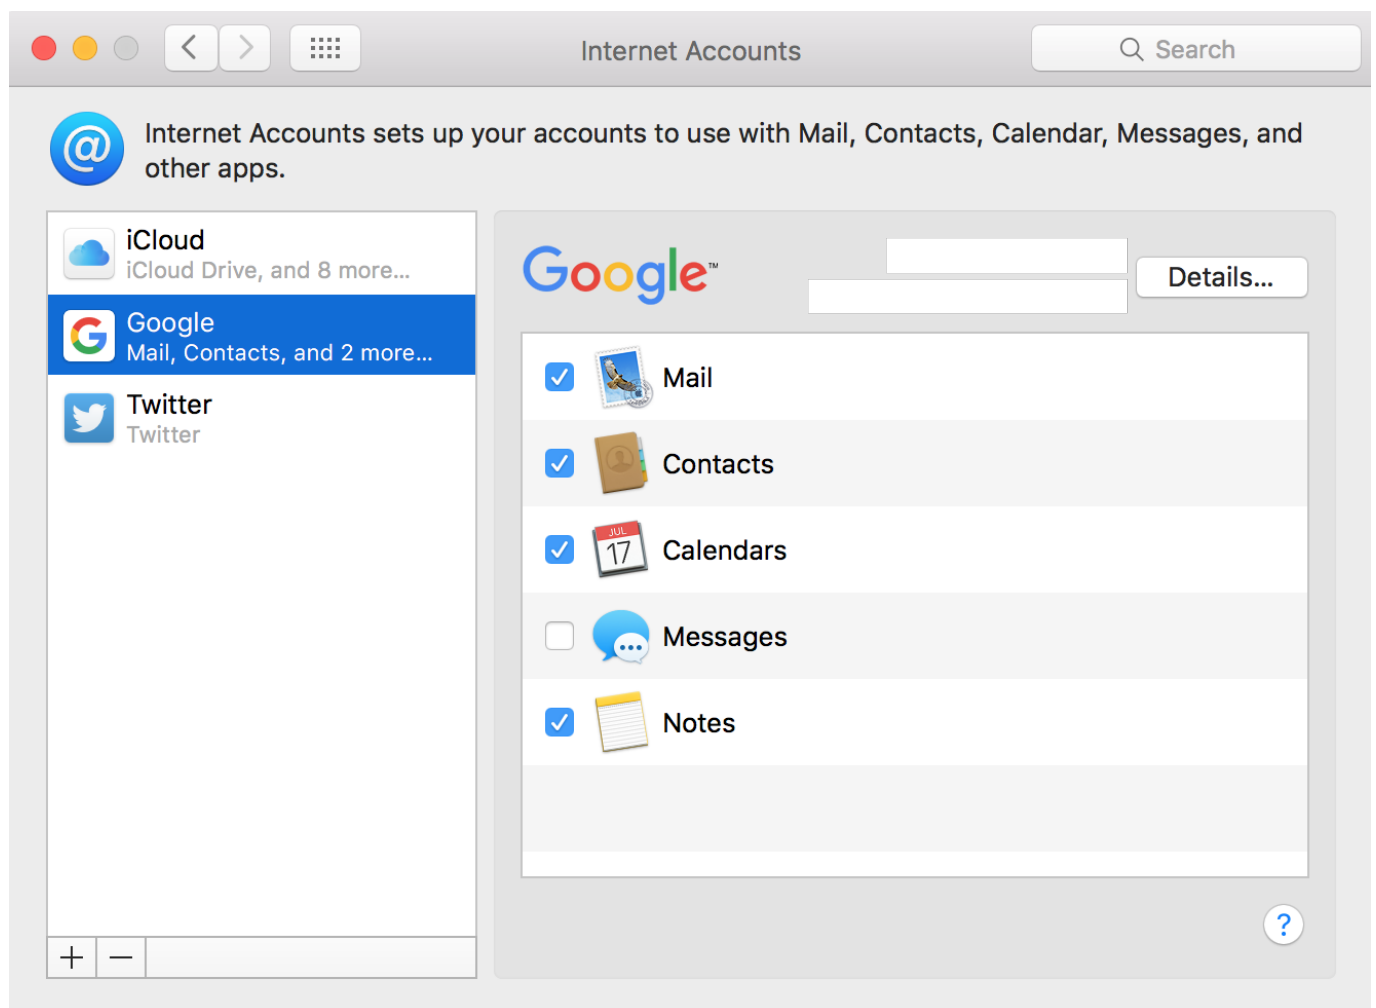 Internet Accounts
Search
@
Internet Accounts sets up your accounts to use with Mail, Contacts, Calendar, Messages, and
other apps.
iCloud
iCloud Drive, and 8 more...
G
Google
Mail, Contacts, and 2 more...
Twitter
Twitter
Google™
Details...
Mail
Contacts
JUL
17
Calendars
Messages
Notes
+ −
?